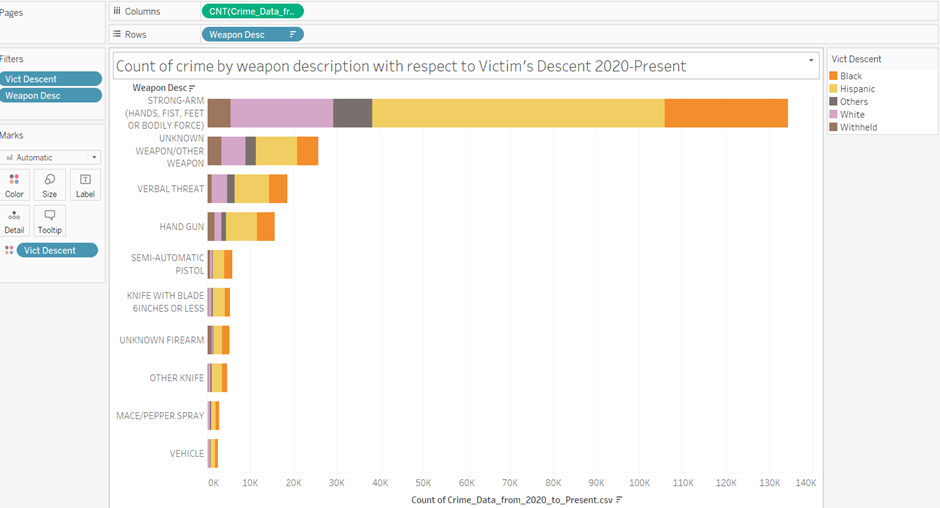 Pages
Columns
CNT(Crime_Data_fr..
Rows
Weapon Desc
Filters
Vict Descent
Weapon Desc
Marks
Automatic
Color
Size
Label
Detail
Tooltip
Vict Descent
Count of crime by weapon description with respect to Victim's Descent 2020-Present
Weapon Desc
STRONG-ARM
(HANDS, FIST, FEET
OR BODILY FORCE)
UNKNOWN
WEAPON/OTHER
WEAPON
VERBAL THREAT
HAND GUN
SEMI-AUTOMATIC
PISTOL
KNIFE WITH BLADE
6INCHES OR LESS
UNKNOWN FIREARM
OTHER KNIFE
MACE/PEPPER SPRAY
VEHICLE
0K 10K 20K 30K 40K 50K 60K 70K 80K 90K 100K 110K 120K 130K 140K
Count of Crime_Data_from_2020_to_Present.csv
Vict Descent
Black
Hispanic
Others
White
Withheld